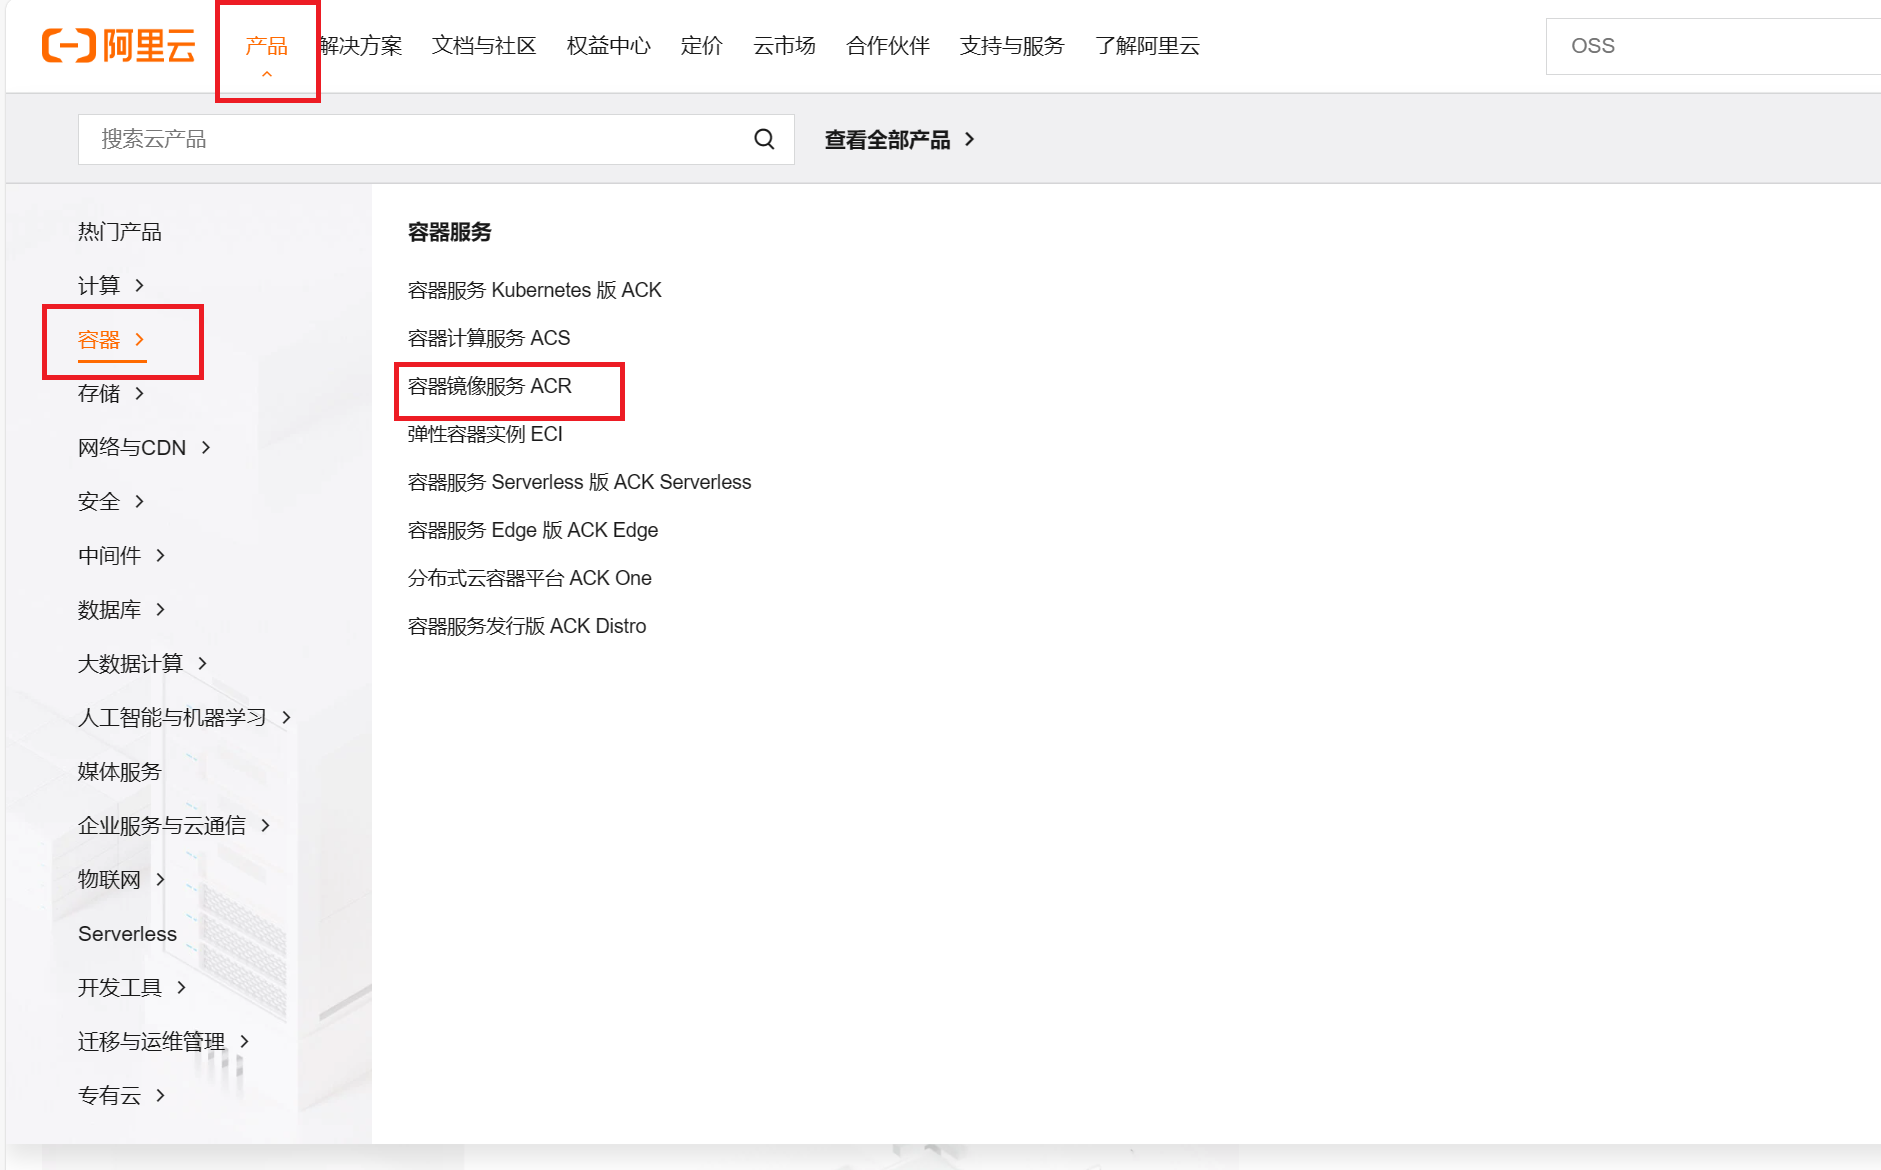 阿里云 产品 解决方案 文档与社区 权益中心 定价 云市场 合作伙伴 支持与服务 了解阿里云 OSS
搜索云产品 查看全部产品
热门产品
计算
容器
存储
网络与CDN
安全
中间件
数据库
大数据计算
人工智能与机器学习
媒体服务
企业服务与云通信
物联网
Serverless
开发工具
迁移与运维管理
专有云
容器服务
容器服务 Kubernetes 版 ACK
容器计算服务 ACS
容器镜像服务 ACR
弹性容器实例 ECI
容器服务 Serverless 版 ACK Serverless
容器服务 Edge 版 ACK Edge
分布式云容器平台 ACK One
容器服务发行版 ACK Distro